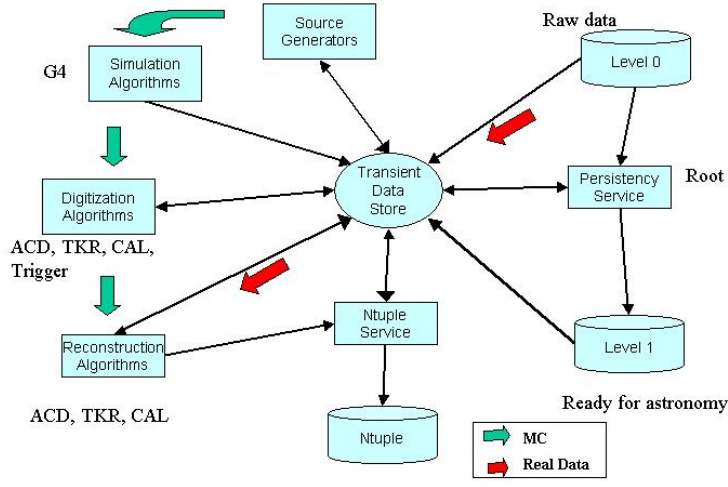 Source
Generators
Raw data
Level 0
G4
Simulation
Algorithms
Transient
Data
Store
Persistency
Service
Root
Digitization
Algorithms
ACD, TKR, CAL,
Trigger
Ntuple
Service
Reconstruction
Algorithms
Level 1
ACD, TKR, CAL
Ready for astronomy
Ntuple
MC
Real Data